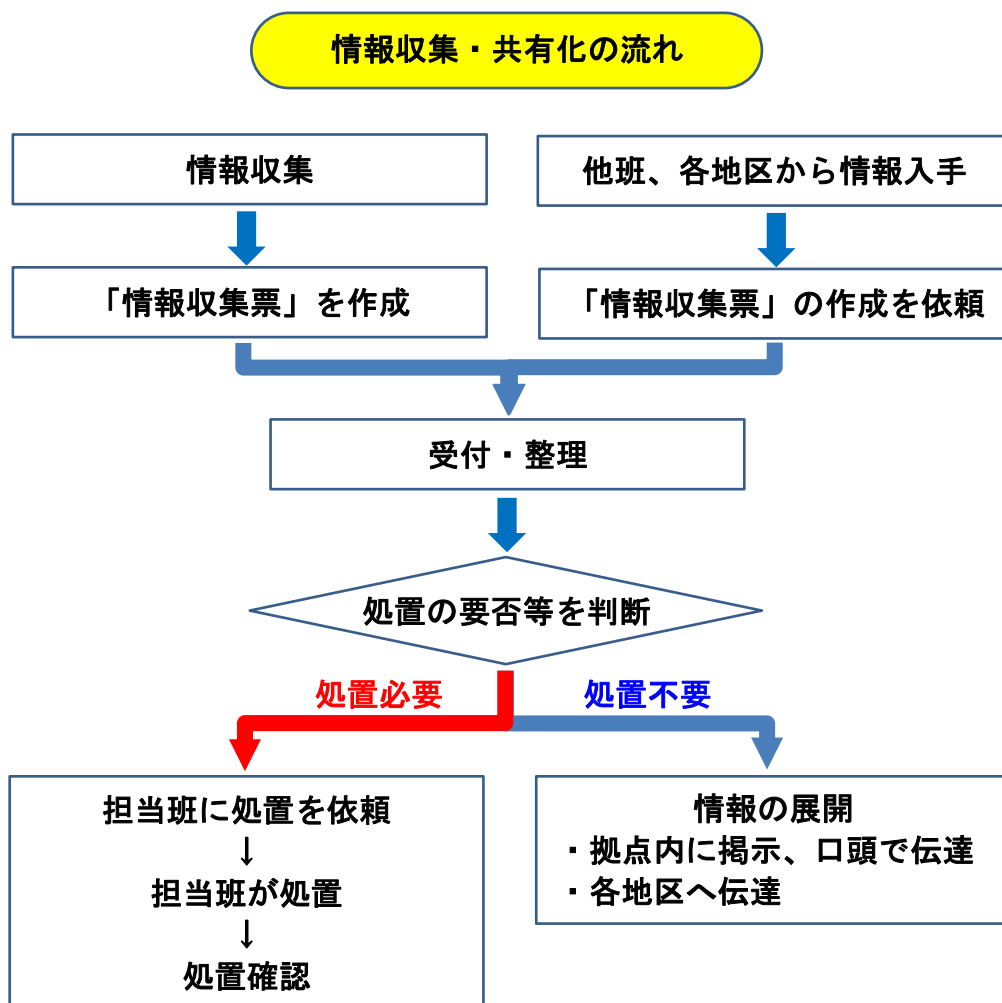 情報収集・共有化の流れ
情報収集
他班、各地区から情報入手
「情報収集票」を作成
「情報収集票」の作成を依頼
受付・整理
処置の要否等を判断
処置必要
処置不要
担当班に処置を依頼
↓
担当班が処置
↓
処置確認
情報の展開
・拠点内に掲示、口頭で伝達
・各地区へ伝達